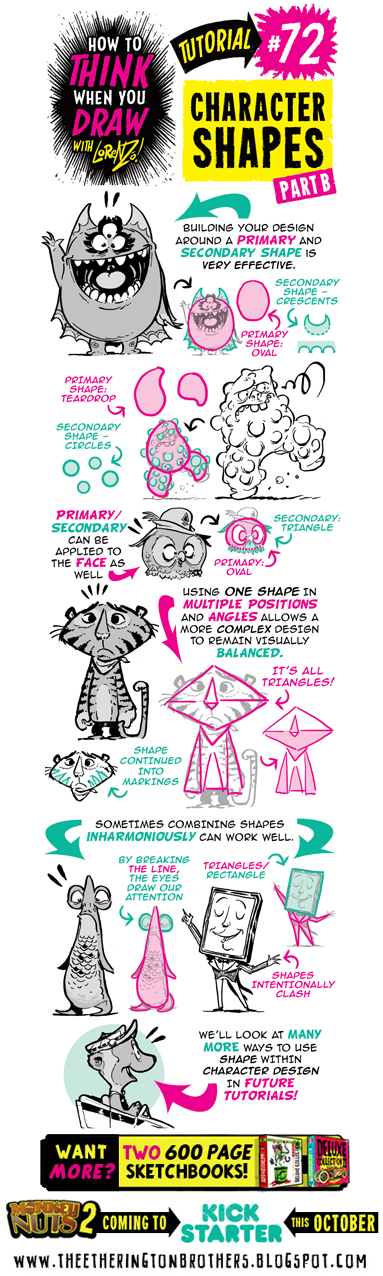 HOW TO
THINK
WHEN YOU
DRAW
WITH LORENZO!
TUTORIAL
#72
CHARACTER
SHAPES
PART B
BUILDING YOUR DESIGN
AROUND A PRIMARY AND
SECONDARY SHAPE IS
VERY EFFECTIVE.
SECONDARY
SHAPE –
CRESCENTS
PRIMARY
SHAPE:
OVAL
PRIMARY
SHAPE:
TEARDROP
SECONDARY
SHAPE –
CIRCLES
PRIMARY/
SECONDARY
CAN BE
APPLIED TO
THE FACE AS
WELL
SECONDARY:
TRIANGLE
PRIMARY:
OVAL
USING ONE SHAPE IN
MULTIPLE POSITIONS
AND ANGLES ALLOWS A
MORE COMPLEX DESIGN
TO REMAIN VISUALLY
BALANCED.
IT'S ALL
TRIANGLES!
SHAPE
CONTINUED
INTO
MARKINGS
SOMETIMES COMBINING SHAPES
INHARMONIOUSLY CAN WORK WELL.
BY BREAKING
THE LINE,
THE EYES
DRAW OUR
ATTENTION
TRIANGLES/
RECTANGLE
SHAPES
INTENTIONALLY
CLASH
WE'LL LOOK AT MANY
MORE WAYS TO USE
SHAPE WITHIN
CHARACTER DESIGN
IN FUTURE
TUTORIALS!
WANT
MORE?
TWO 600 PAGE
SKETCHBOOKS!
DELUXE
COLLECTION
MONKEY
NUTS 2
COMING TO
KICK
STARTER
THIS OCTOBER
WWW.THEETHERINGTONBROTHERS.BLOGSPOT.COM